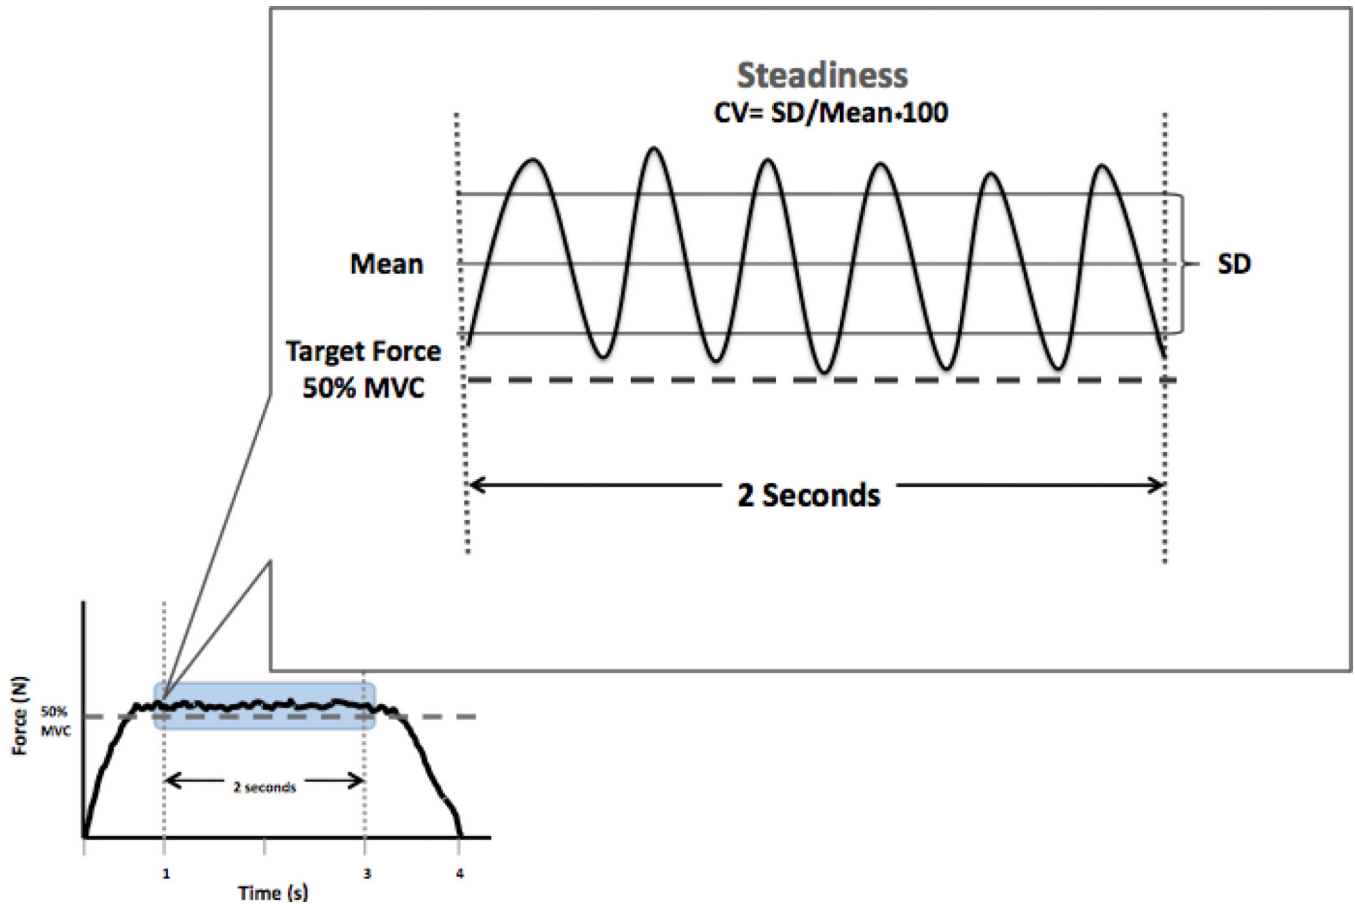 Steadiness
CV= SD/Mean*100
Mean
SD
Target Force
50% MVC
2 Seconds
Force (N)
50%
MVC
2 seconds
1
3
4
Time (s)